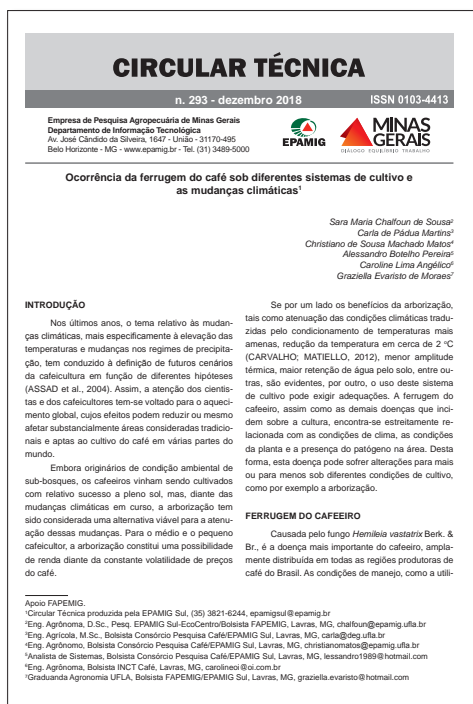 CIRCULAR TÉCNICA
n. 293 - dezembro 2018
ISSN 0103-4413
Empresa de Pesquisa Agropecuária de Minas Gerais
Departamento de Informação Tecnológica
Av. José Cândido da Silveira, 1647 - União - 31170-495
Belo Horizonte - MG - www.epamig.br - Tel. (31) 3489-5000
EPAMIG
MINAS
GERAIS
DIÁLOGO EQUILÍBRIO TRABALHO
Ocorrência da ferrugem do café sob diferentes sistemas de cultivo e
as mudanças climáticas¹
Sara Maria Chalfoun de Sousa²
Carla de Pádua Martins³
Christiano de Sousa Machado Matos⁴
Alessandro Botelho Pereira⁵
Caroline Lima Angélico⁶
Graziella Evaristo de Moraes⁷
INTRODUÇÃO
Nos últimos anos, o tema relativo às mudan-
ças climáticas, mais especificamente à elevação das
temperaturas e mudanças nos regimes de precipita-
ção, tem conduzido à definição de futuros cenários
da cafeicultura em função de diferentes hipóteses
(ASSAD et al., 2004). Assim, a atenção dos cientis-
tas e dos cafeicultores tem-se voltado para o aqueci-
mento global, cujos efeitos podem reduzir ou mesmo
afetar substancialmente áreas consideradas tradicio-
nais e aptas ao cultivo do café em várias partes do
mundo.
Embora originários de condição ambiental de
sub-bosques, os cafeeiros vinham sendo cultivados
com relativo sucesso a pleno sol, mas, diante das
mudanças climáticas em curso, a arborização tem
sido considerada uma alternativa viável para a atenu-
ação dessas mudanças. Para o médio e o pequeno
cafeicultor, a arborização constitui uma possibilidade
de renda diante da constante volatilidade de preços
do café.
Se por um lado os benefícios da arborização,
tais como atenuação das condições climáticas tradu-
zidas pelo condicionamento de temperaturas mais
amenas, redução da temperatura em cerca de 2 ºC
(CARVALHO; MATIELLO, 2012), menor amplitude
térmica, maior retenção de água pelo solo, entre ou-
tras, são evidentes, por outro, o uso deste sistema
de cultivo pode exigir adequações. A ferrugem do
cafeeiro, assim como as demais doenças que inci-
dem sobre a cultura, encontra-se estreitamente re-
lacionada com as condições de clima, as condições
da planta e a presença do patógeno na área. Desta
forma, esta doença pode sofrer alterações para mais
ou para menos sob diferentes condições de cultivo,
como por exemplo a arborização.
FERRUGEM DO CAFEEIRO
Causada pelo fungo Hemileia vastatrix Berk. &
Br., é a doença mais importante do cafeeiro, ampla-
mente distribuída em todas as regiões produtoras de
café do Brasil. As condições de manejo, como a utili-
Apoio FAPEMIG.
¹Circular Técnica produzida pela EPAMIG Sul, (35) 3821-6244, epamigsul@epamig.br
²Eng. Agrônoma, D.Sc., Pesq. EPAMIG Sul-EcoCentro/Bolsista FAPEMIG, Lavras, MG, chalfoun@epamig.ufla.br
³Eng. Agrícola, M.Sc., Bolsista Consórcio Pesquisa Café/EPAMIG Sul, Lavras, MG, carla@deg.ufla.br
⁴Eng. Agrônomo, Bolsista Consórcio Pesquisa Café/EPAMIG Sul, Lavras, MG, christianomatos@epamig.ufla.br
⁵Analista de Sistemas, Bolsista Consórcio Pesquisa Café/EPAMIG Sul, Lavras, MG, lessandro1989@hotmail.com
⁶Eng. Agrônoma, Bolsista INCT Café, Lavras, MG, carolineoi@oi.com.br
⁷Graduanda Agronomia UFLA, Bolsista FAPEMIG/EPAMIG Sul, Lavras, MG, graziella.evaristo@hotmail.com